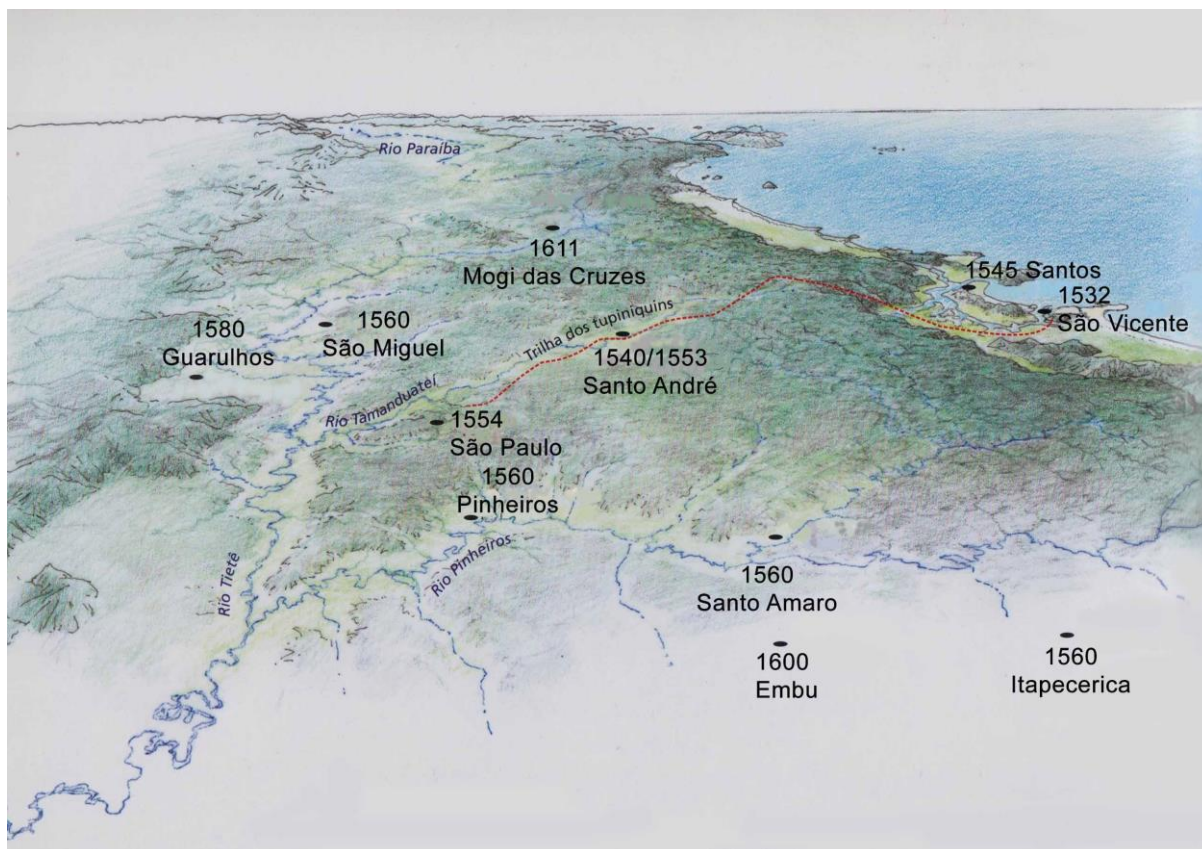 Rio Paraíba
1611
Mogi das Cruzes
1545 Santos
1532
São Vicente
1580
Guarulhos
1560
São Miguel
Trilha dos tupiniquins
1540/1553
Santo André
Rio Tamanduateí
1554
São Paulo
1560
Pinheiros
Rio Tietê
Rio Pinheiros
1560
Santo Amaro
1600
Embu
1560
Itapecerica